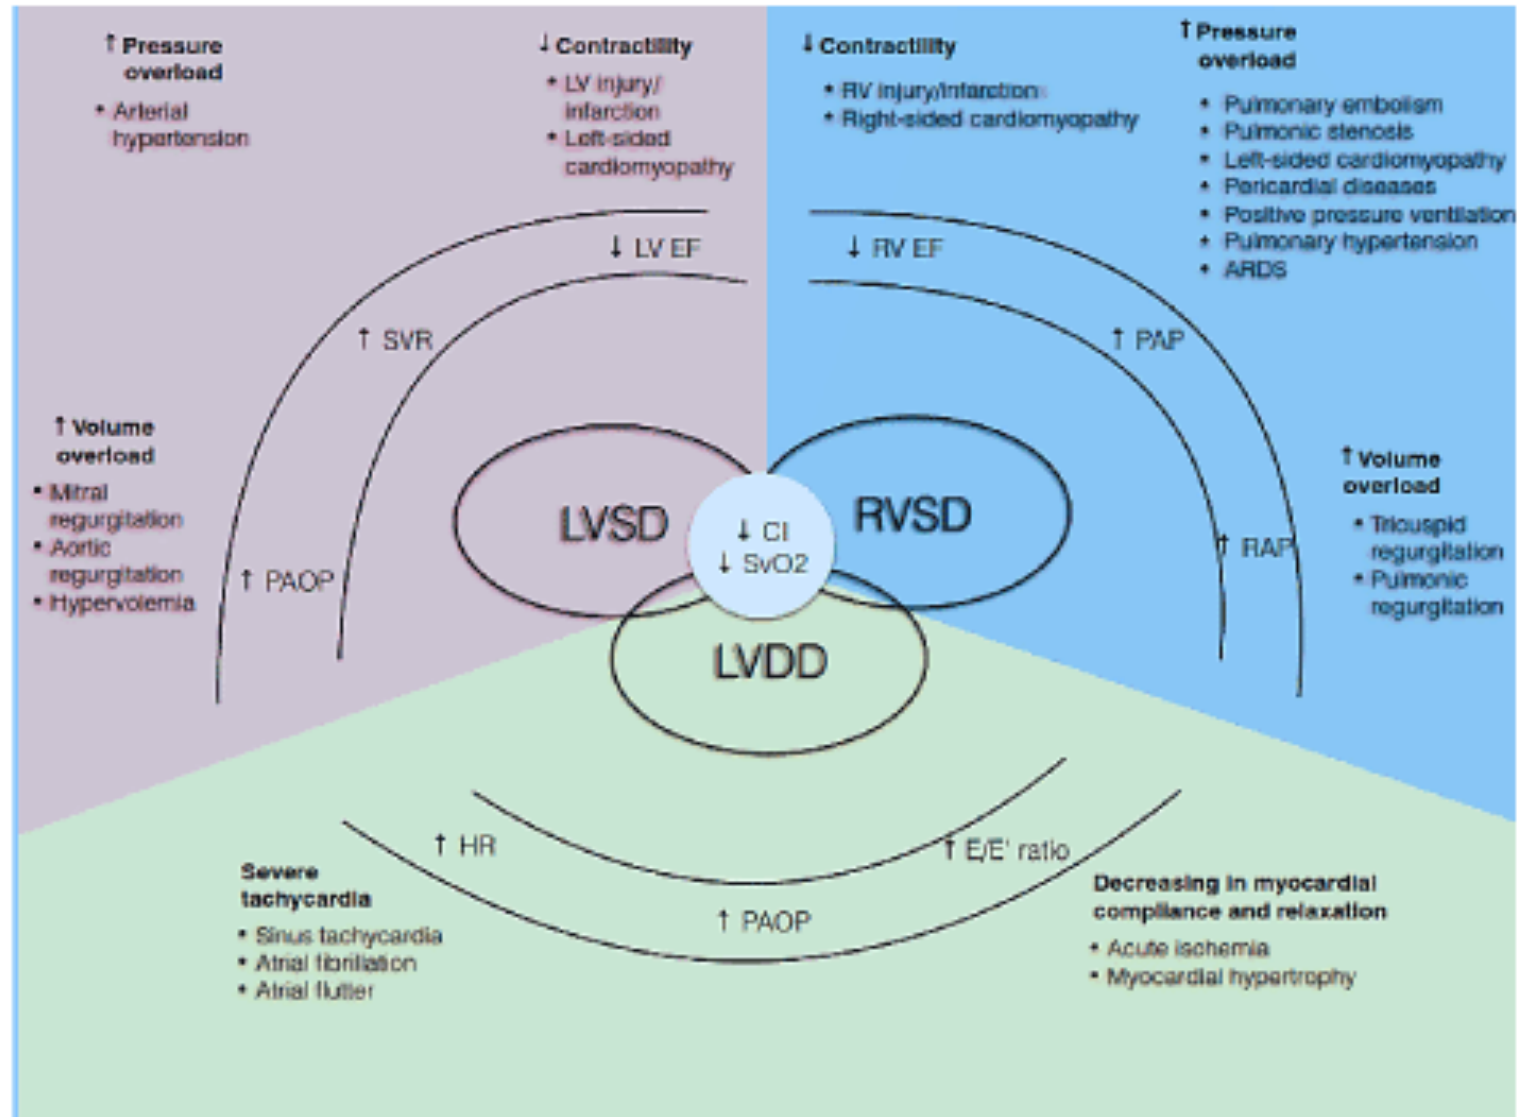 ↑ Pressure
overload
• Arterial
hypertension
↓ Contractility
• LV injury/
infarction
• Left-sided
cardiomyopathy
↓ Contractility
• RV injury/infarction
• Right-sided cardiomyopathy
↑ Pressure
overload
• Pulmonary embolism
• Pulmonic stenosis
• Left-sided cardiomyopathy
• Pericardial diseases
• Positive pressure ventilation
• Pulmonary hypertension
• ARDS
↓ LV EF
↓ RV EF
↑ SVR
↑ PAP
↑ Volume
overload
• Mitral
regurgitation
• Aortic
regurgitation
• Hypervolemia
↑ PAOP
LVSD
↓ CI
↓ SvO2
RVSD
↑ RAP
↑ Volume
overload
• Tricuspid
regurgitation
• Pulmonic
regurgitation
LVDD
↑ HR
↑ PAOP
↑ E/E' ratio
Severe
tachycardia
• Sinus tachycardia
• Atrial fibrillation
• Atrial flutter
Decreasing in myocardial
compliance and relaxation
• Acute ischemia
• Myocardial hypertrophy